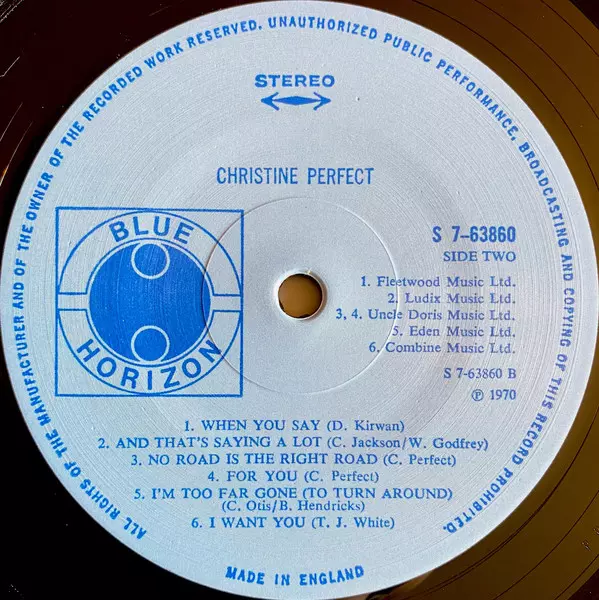 ALL RIGHTS OF THE MANUFACTURER AND OF THE OWNER OF THE RECORDED WORK RESERVED. UNAUTHORIZED PUBLIC PERFORMANCE, BROADCASTING AND COPYING OF THIS RECORD PROHIBITED.
STEREO
CHRISTINE PERFECT
BLUE
HORIZON
S 7-63860
SIDE TWO
1. Fleetwood Music Ltd.
2. Ludix Music Ltd.
3, 4. Uncle Doris Music Ltd.
5. Eden Music Ltd.
6. Combine Music Ltd.
S 7-63860 B
℗ 1970
1. WHEN YOU SAY (D. Kirwan)
2. AND THAT'S SAYING A LOT (C. Jackson/W. Godfrey)
3. NO ROAD IS THE RIGHT ROAD (C. Perfect)
4. FOR YOU (C. Perfect)
5. I'M TOO FAR GONE (TO TURN AROUND)
(C. Otis/B. Hendricks)
6. I WANT YOU (T. J. White)
MADE IN ENGLAND